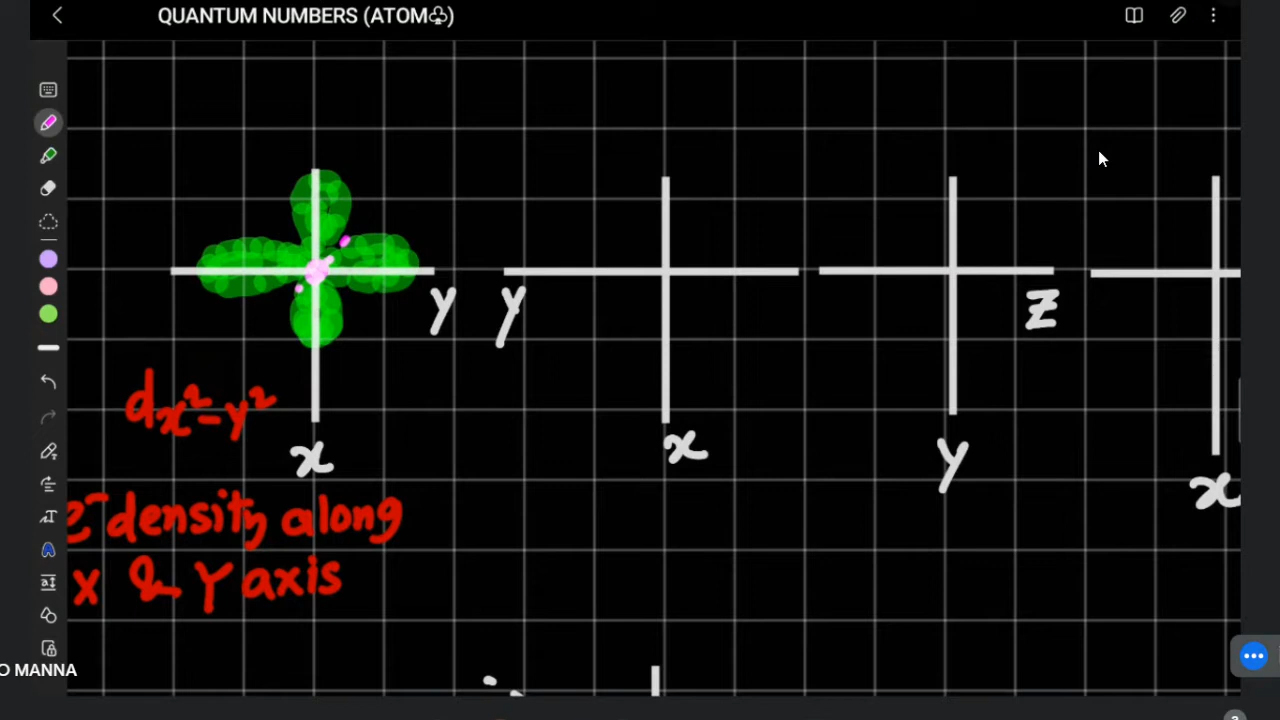 QUANTUM NUMBERS (ATOM♧)
y y
z
dx²-y²
x x y x
e⁻ density along
x & Y axis
O MANNA